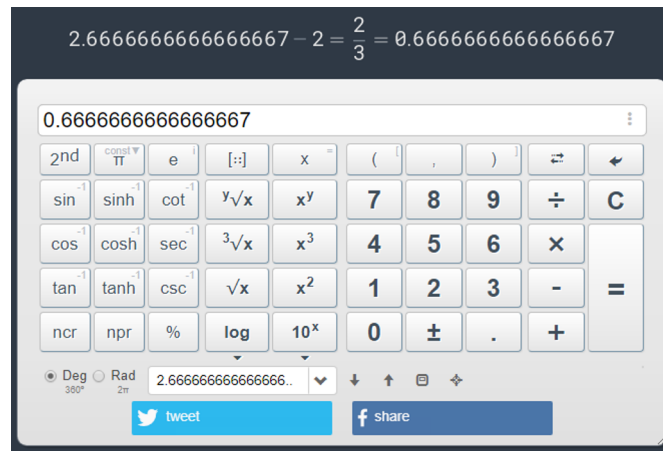 2.6666666666666667 − 2 = 2/3 = 0.6666666666666667
0.6666666666666667
2nd const▼ π e i [::] x = ( [ , ) ] ⇄ ↶
sin -1 sinh -1 cot -1 ʸ√x xʸ 7 8 9 ÷ C
cos -1 cosh -1 sec -1 ³√x x³ 4 5 6 ×
tan -1 tanh -1 csc -1 √x x² 1 2 3 - =
ncr npr % log 10ˣ 0 ± . +
Deg Rad 2.666666666666666..
360° 2π
tweet f share